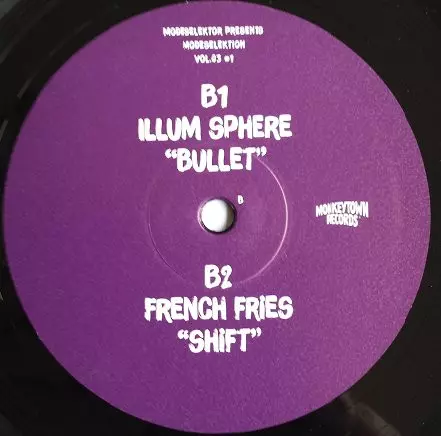 MODESELEKTOR PRESENTS
MODESELEKTION
VOL.03 #1
B1
ILLUM SPHERE
"BULLET"
B
MONKEYTOWN
RECORDS
B2
FRENCH FRIES
"SHiFT"